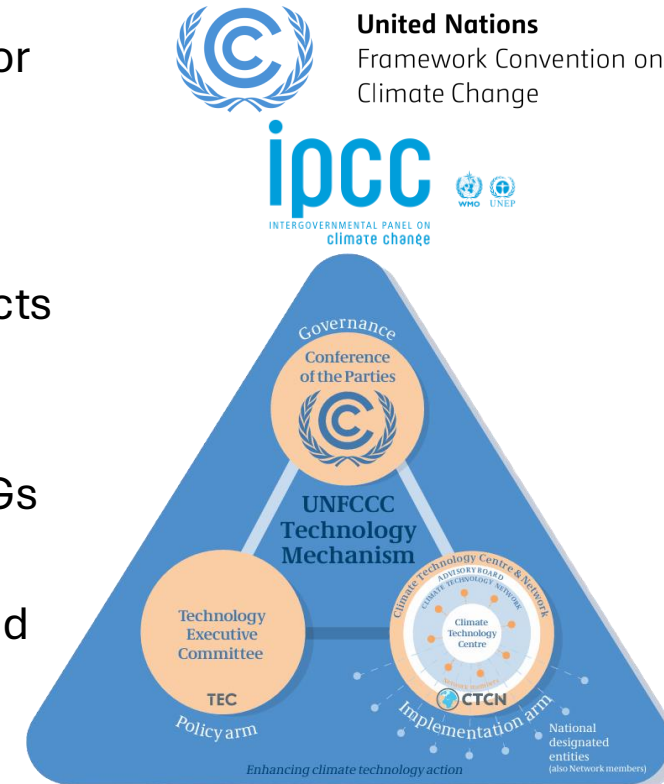 or
United Nations
Framework Convention on
Climate Change
ipcc
WMO UNEP
INTERGOVERNMENTAL PANEL ON
climate change
cts
Governance
Conference
of the Parties
Gs
UNFCCC
Technology
Mechanism
d
Technology
Executive
Committee
TEC
Policy arm
Climate Technology Centre & Network
ADVISORY BOARD
CLIMATE TECHNOLOGY NETWORK
Climate
Technology
Centre
CTCN
Implementation arm
National
designated
entities
(also Network members)
Enhancing climate technology action